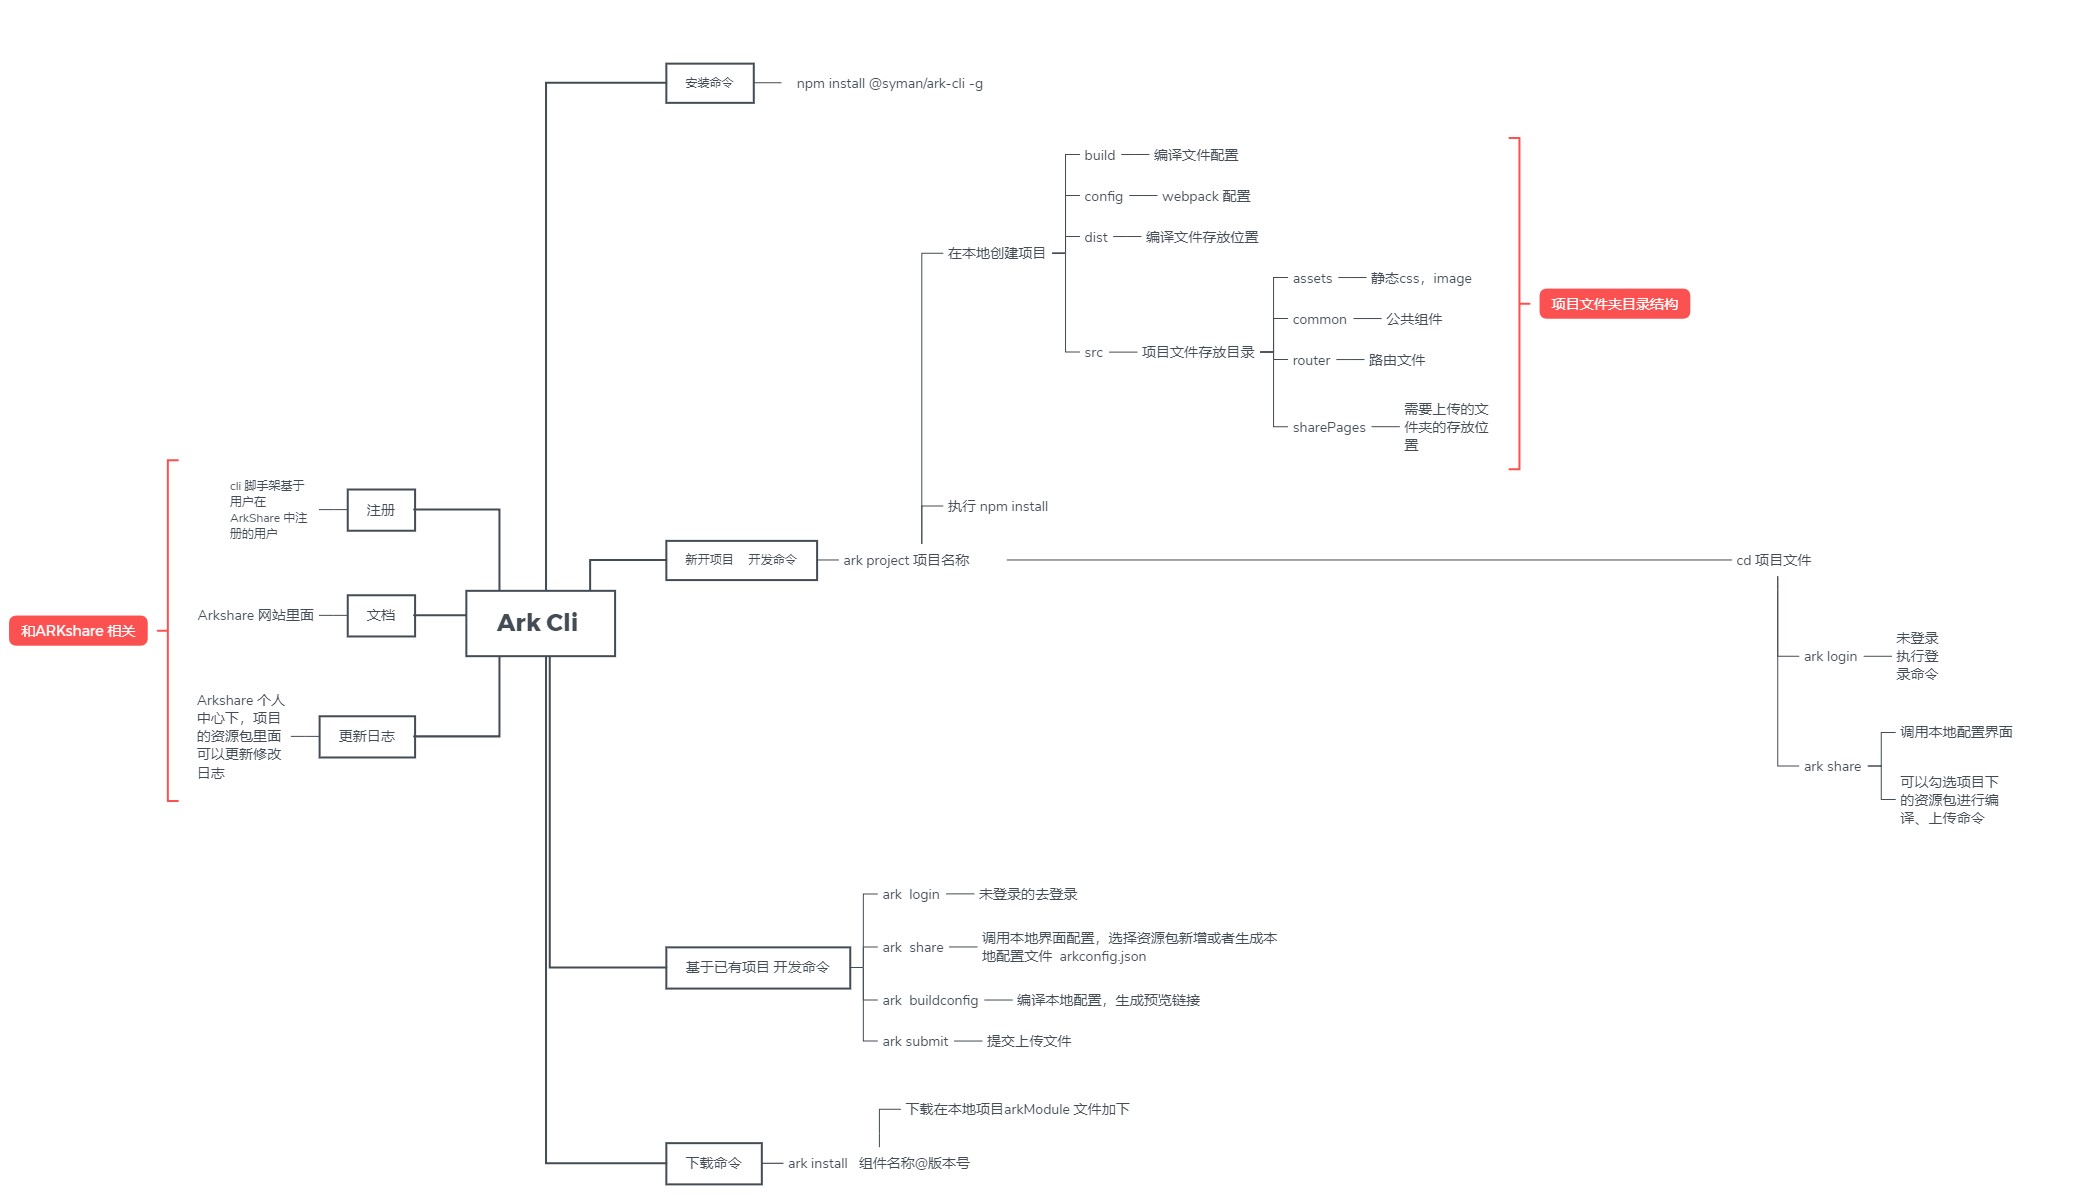 安装命令
npm install @syman/ark-cli -g
build
编译文件配置
config
webpack 配置
dist
编译文件存放位置
在本地创建项目
assets
静态css，image
common
公共组件
router
路由文件
src
项目文件存放目录
sharePages
需要上传的文
件夹的存放位
置
项目文件夹目录结构
执行 npm install
新开项目 开发命令
ark project 项目名称
cd 项目文件
ark login
未登录
执行登
录命令
ark share
调用本地配置界面
可以勾选项目下
的资源包进行编
译、上传命令
cli 脚手架基于
用户在
ArkShare 中注
册的用户
注册
Arkshare 网站里面
文档
和ARKshare 相关
Ark Cli
Arkshare 个人
中心下，项目
的资源包里面
可以更新修改
日志
更新日志
基于已有项目 开发命令
ark login
未登录的去登录
ark share
调用本地界面配置，选择资源包新增或者生成本
地配置文件 arkconfig.json
ark buildconfig
编译本地配置，生成预览链接
ark submit
提交上传文件
下载在本地项目arkModule 文件加下
下载命令
ark install 组件名称@版本号